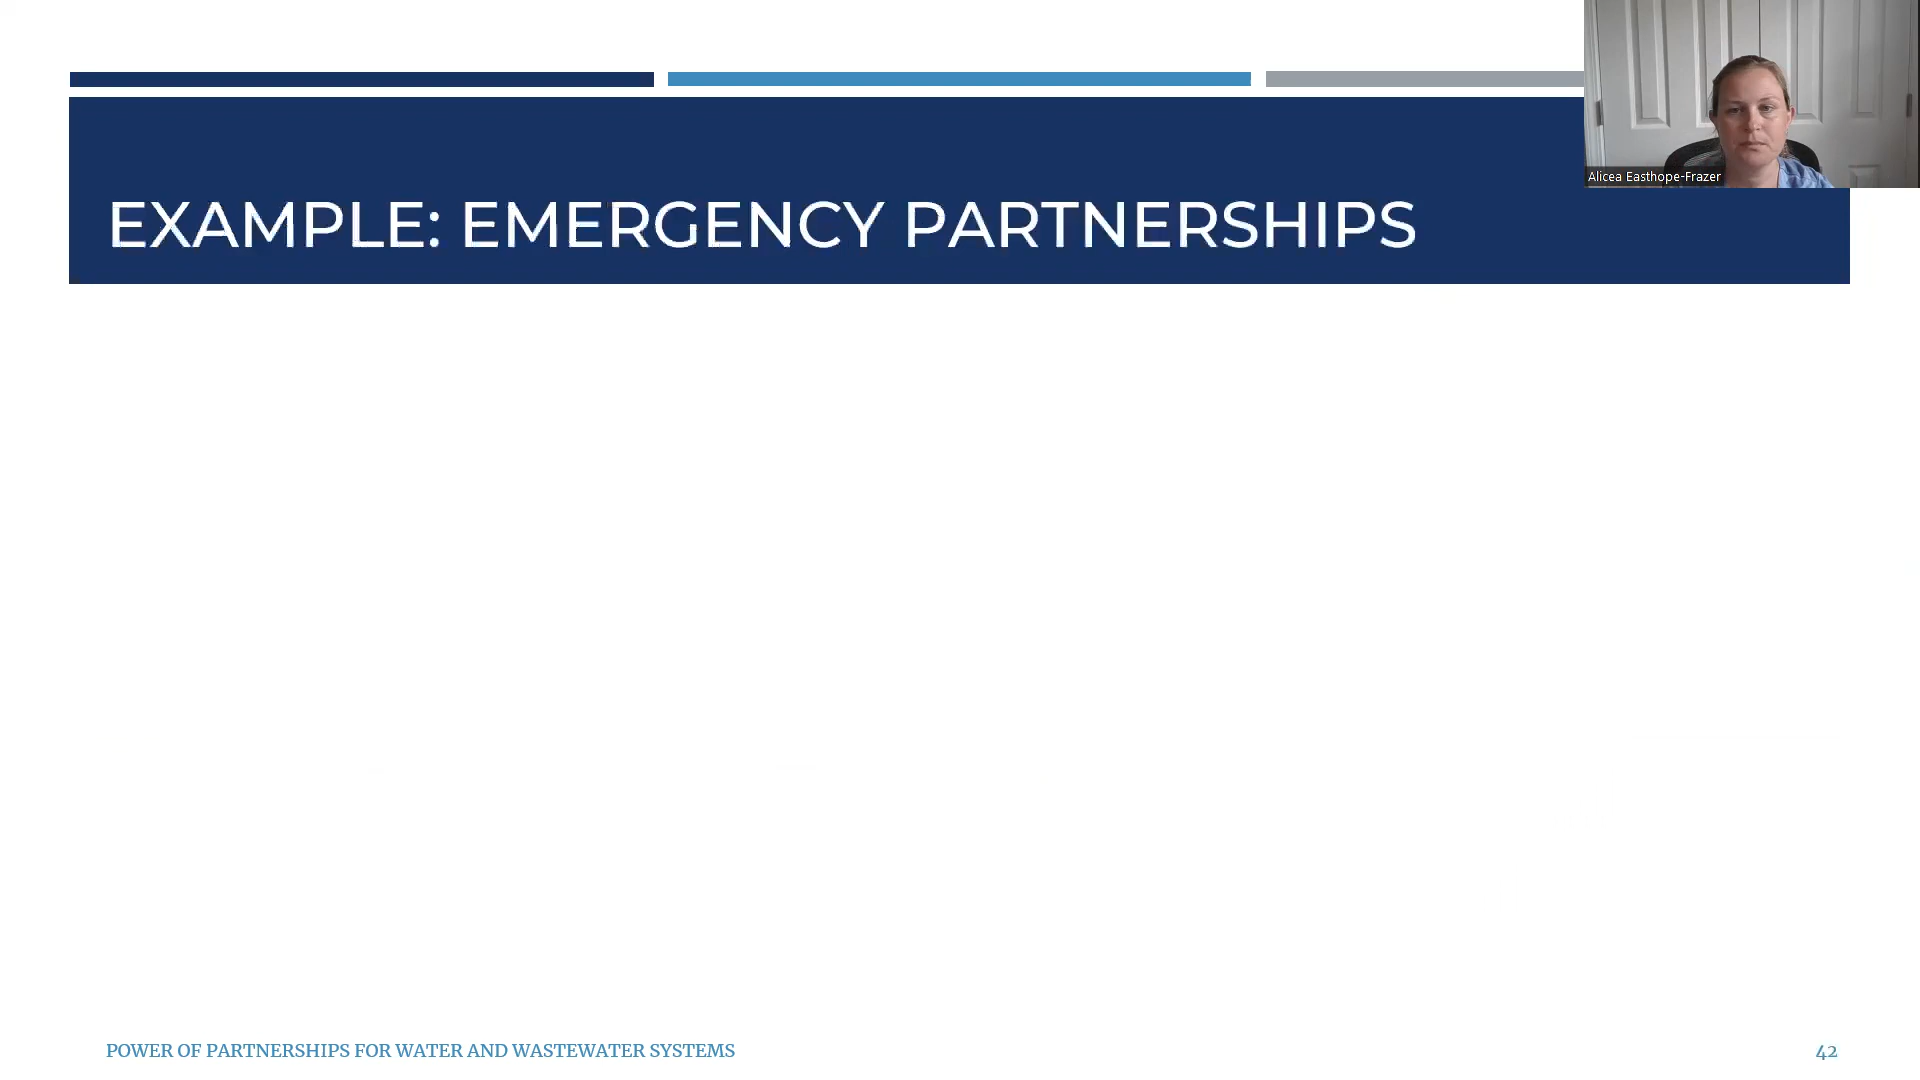 Alicea Easthope-Frazer
EXAMPLE: EMERGENCY PARTNERSHIPS
POWER OF PARTNERSHIPS FOR WATER AND WASTEWATER SYSTEMS
42